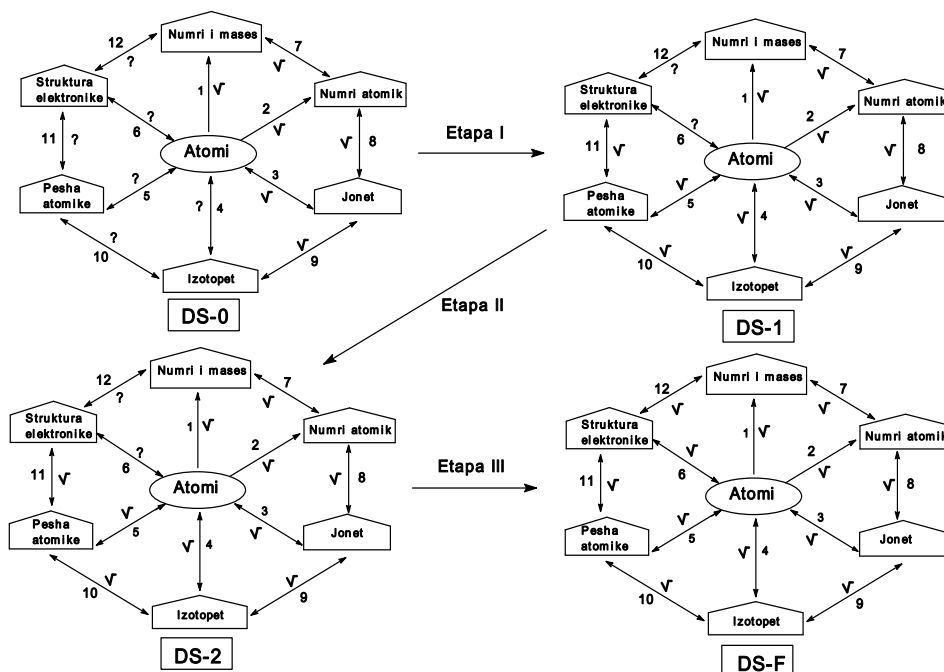 Numri i mases
12
?
7
√
Struktura
elektronike
1 √
Numri atomik
?
6
2
√
11 ?
Atomi
√ 8
Pesha
atomike
?
5
? 4
3
√
Jonet
?
10
√
9
Izotopet
DS-0
Etapa I
Numri i mases
12
?
7
√
Struktura
elektronike
1 √
Numri atomik
?
6
2
√
11 √
Atomi
√ 8
Pesha
atomike
√
5
√ 4
3
√
Jonet
√
10
√
9
Izotopet
DS-1
Etapa II
Numri i mases
12
?
7
√
Struktura
elektronike
1 √
Numri atomik
?
6
2
√
11 √
Atomi
√ 8
Pesha
atomike
√
5
√ 4
3
√
Jonet
√
10
√
9
Izotopet
DS-2
Etapa III
Numri i mases
12
√
7
√
Struktura
elektronike
1 √
Numri atomik
√
6
2
√
11 √
Atomi
√ 8
Pesha
atomike
√
5
√ 4
3
√
Jonet
√
10
√
9
Izotopet
DS-F